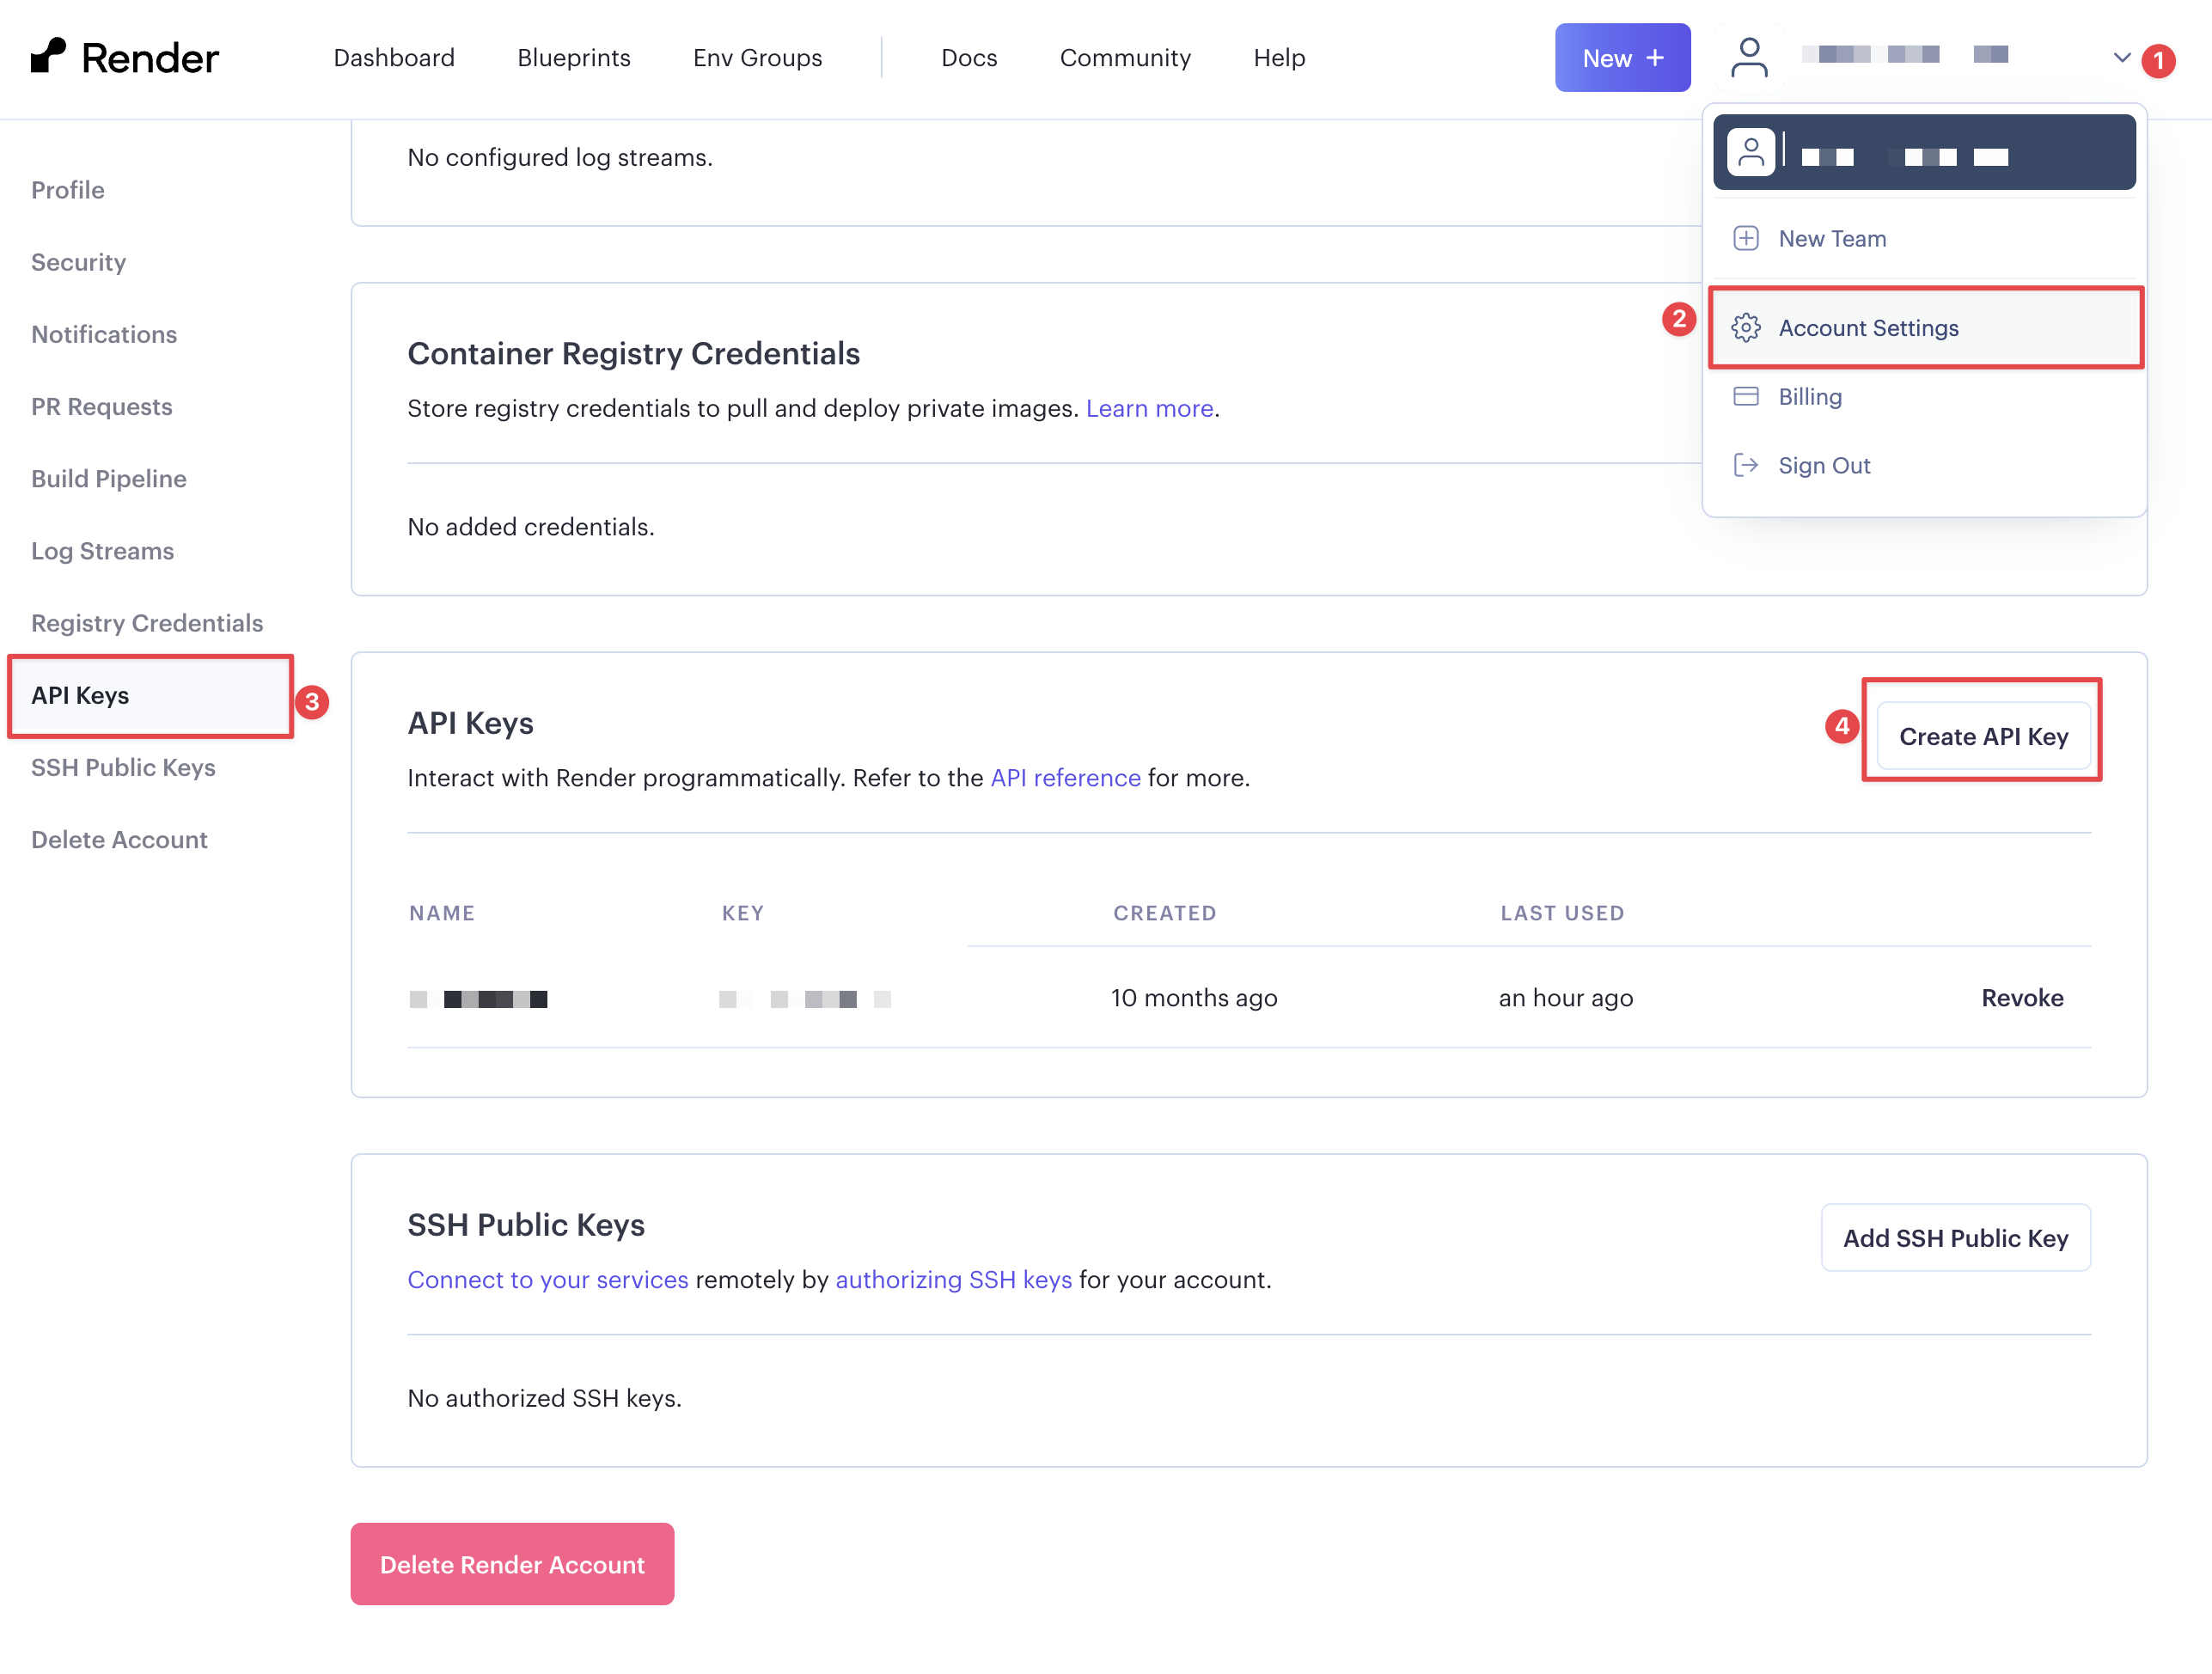 Render
Dashboard Blueprints Env Groups Docs Community Help New + 1
Profile
Security
Notifications
PR Requests
Build Pipeline
Log Streams
Registry Credentials
API Keys 3
SSH Public Keys
Delete Account
No configured log streams.
New Team
2 Account Settings
Billing
Sign Out
Container Registry Credentials
Store registry credentials to pull and deploy private images. Learn more.
No added credentials.
API Keys
4 Create API Key
Interact with Render programmatically. Refer to the API reference for more.
NAME KEY CREATED LAST USED
10 months ago an hour ago Revoke
SSH Public Keys
Add SSH Public Key
Connect to your services remotely by authorizing SSH keys for your account.
No authorized SSH keys.
Delete Render Account